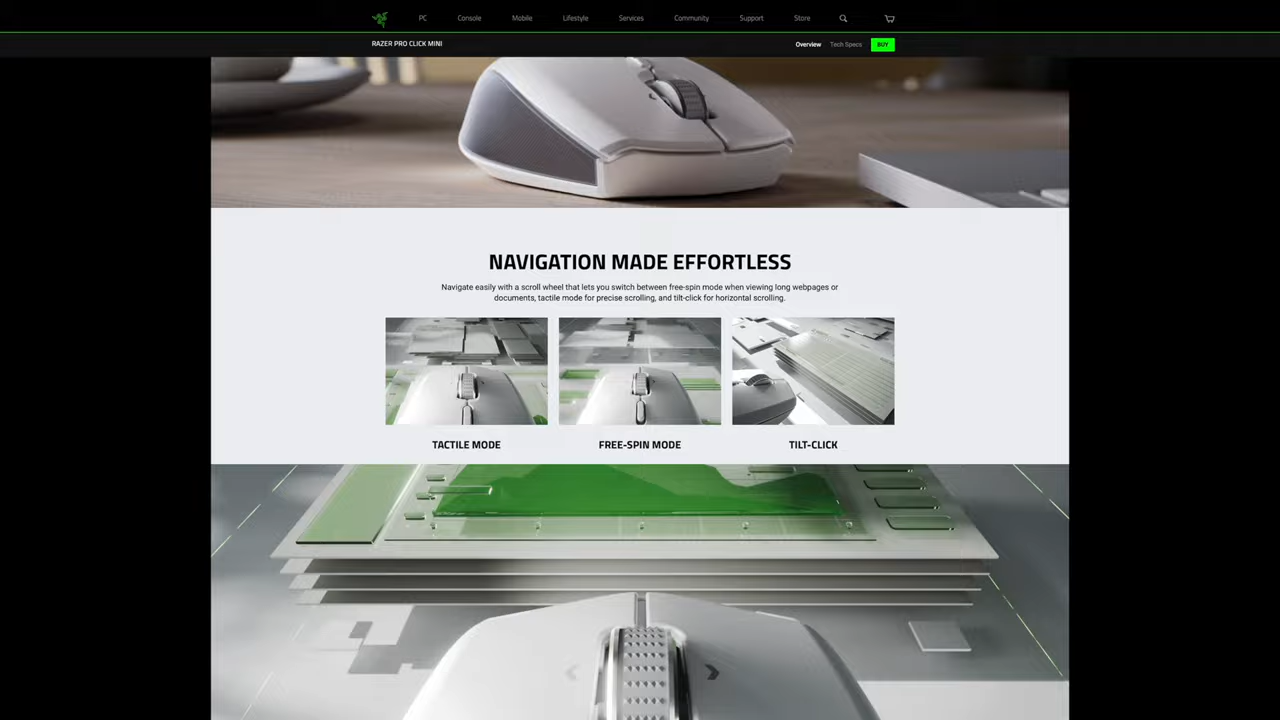 PC Console Mobile Lifestyle Services Community Support Store
RAZER PRO CLICK MINI
Overview Tech Specs BUY
NAVIGATION MADE EFFORTLESS
Navigate easily with a scroll wheel that lets you switch between free-spin mode when viewing long webpages or
documents, tactile mode for precise scrolling, and tilt-click for horizontal scrolling.
TACTILE MODE FREE-SPIN MODE TILT-CLICK